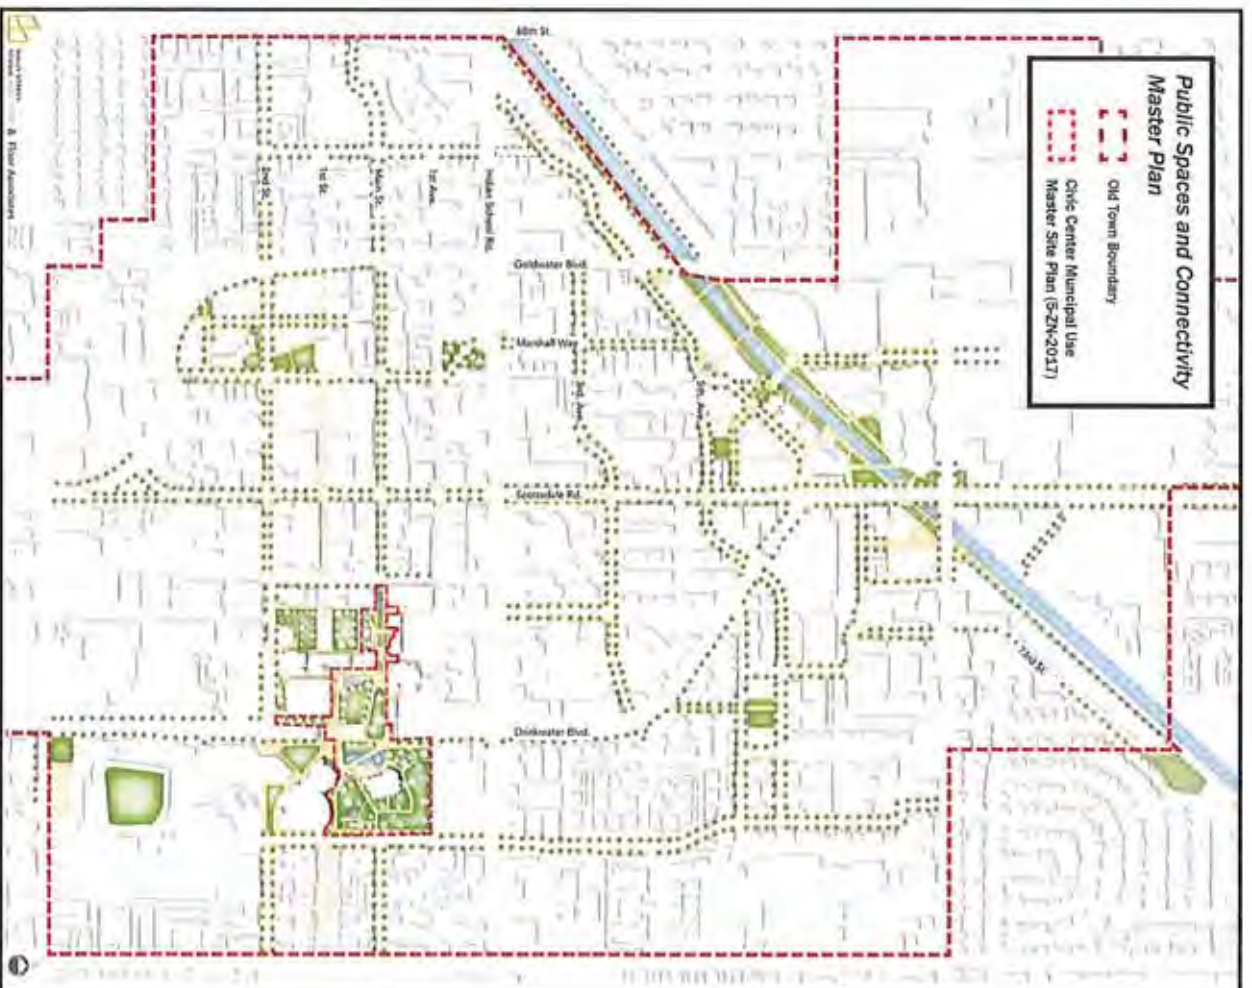 Public Spaces and Connectivity
Master Plan
Old Town Boundary
Civic Center Muncipal Use
Master Site Plan (5-ZN-2017)
68th St.
2nd St.
1st St.
Main St.
1st Ave.
Indian School Rd.
Goldwater Blvd.
Marshall Way
3rd. Ave.
5th. Ave.
Scottsdale Rd.
73rd St.
Drinkwater Blvd.
& Floor Associates